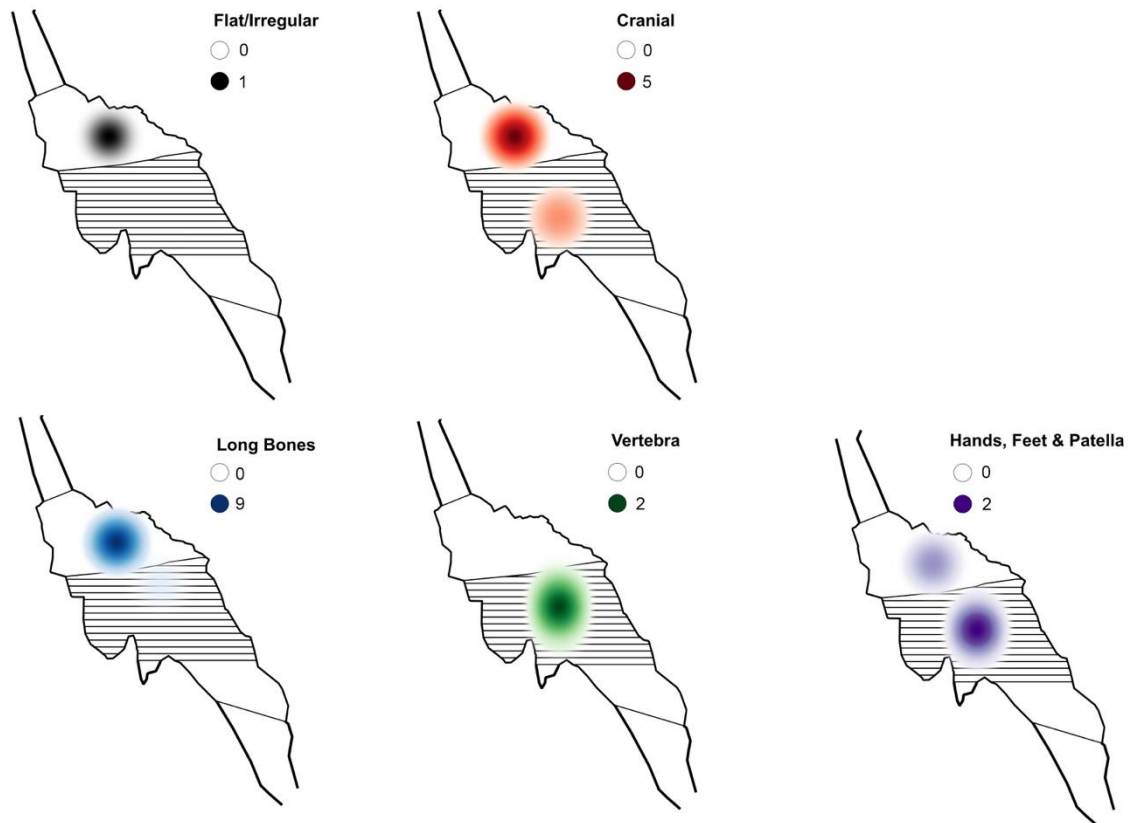 Flat/Irregular
0
1
Cranial
0
5
Long Bones
0
9
Vertebra
0
2
Hands, Feet & Patella
0
2